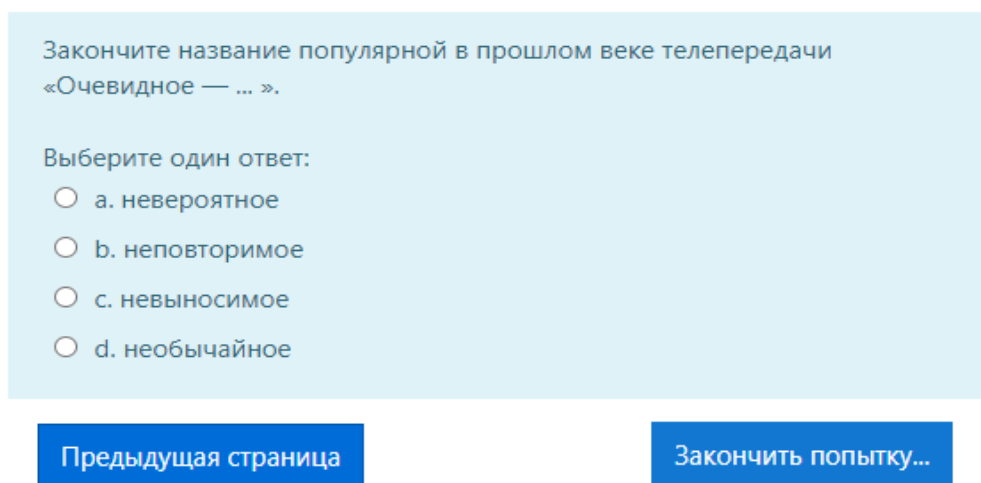 Закончите название популярной в прошлом веке телепередачи
«Очевидное — ... ».
Выберите один ответ:
a. невероятное
b. неповторимое
c. невыносимое
d. необычайное
Предыдущая страница
Закончить попытку...